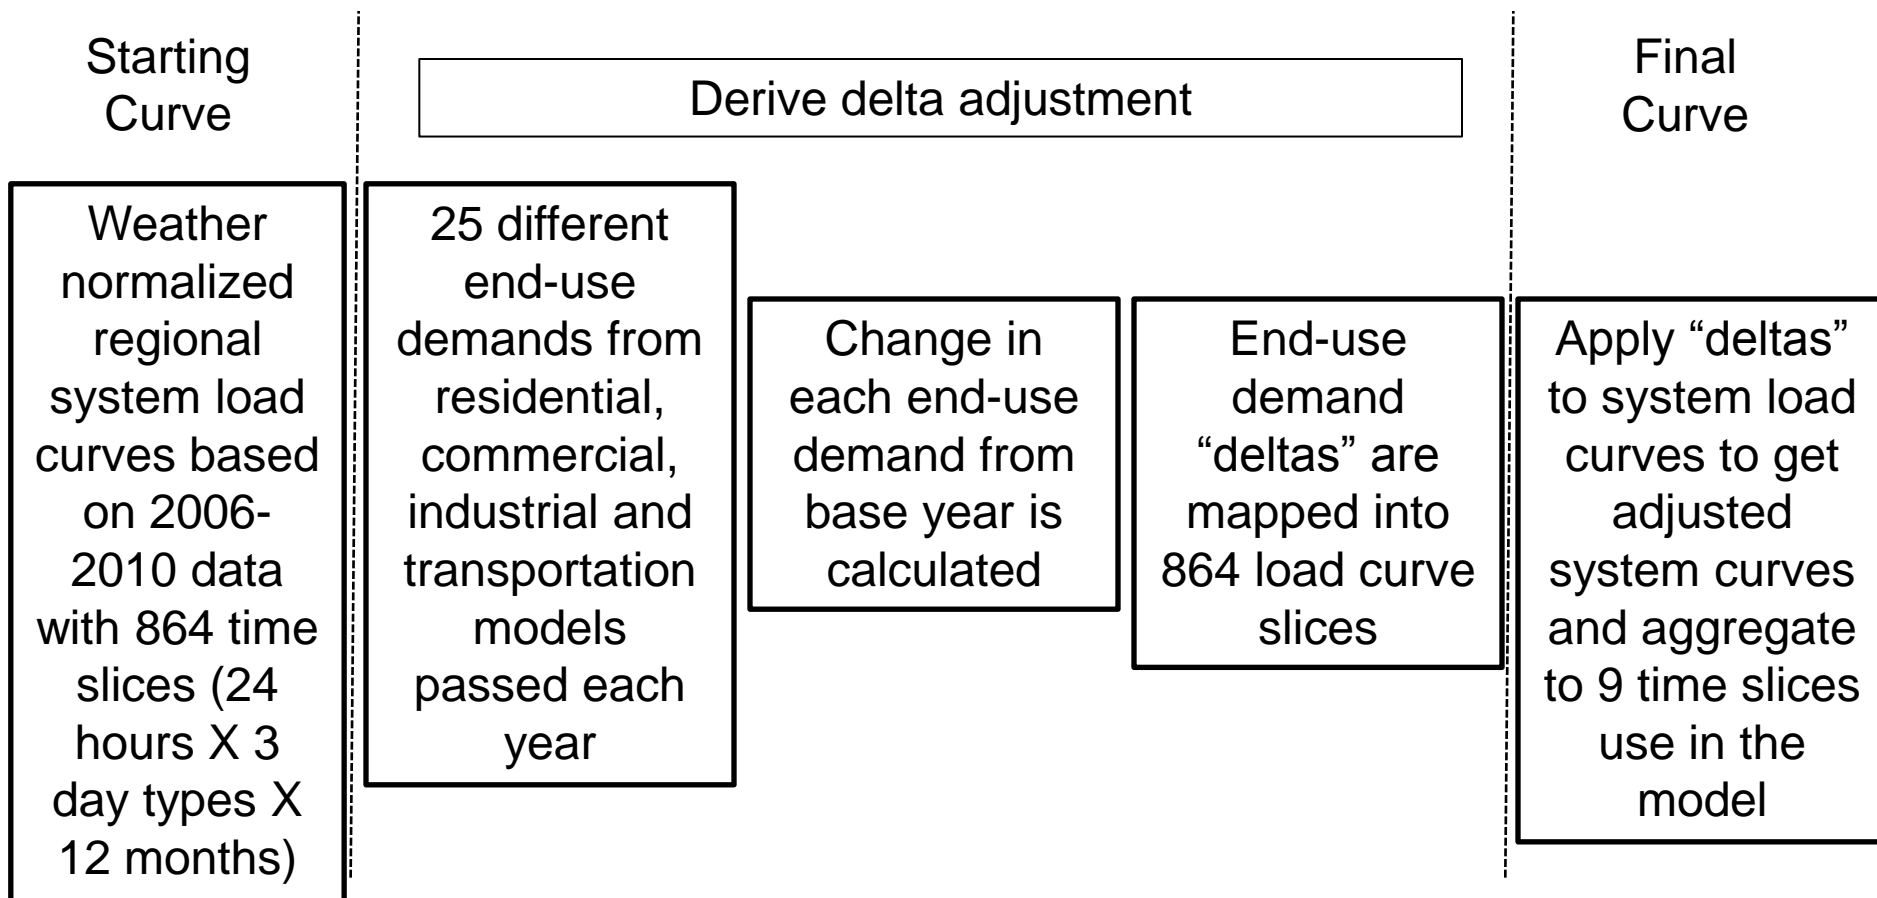 Starting
Curve
Derive delta adjustment
Final
Curve
Weather
normalized
regional
system load
curves based
on 2006-
2010 data
with 864 time
slices (24
hours X 3
day types X
12 months)
25 different
end-use
demands from
residential,
commercial,
industrial and
transportation
models
passed each
year
Change in
each end-use
demand from
base year is
calculated
End-use
demand
“deltas” are
mapped into
864 load curve
slices
Apply “deltas”
to system load
curves to get
adjusted
system curves
and aggregate
to 9 time slices
use in the
model